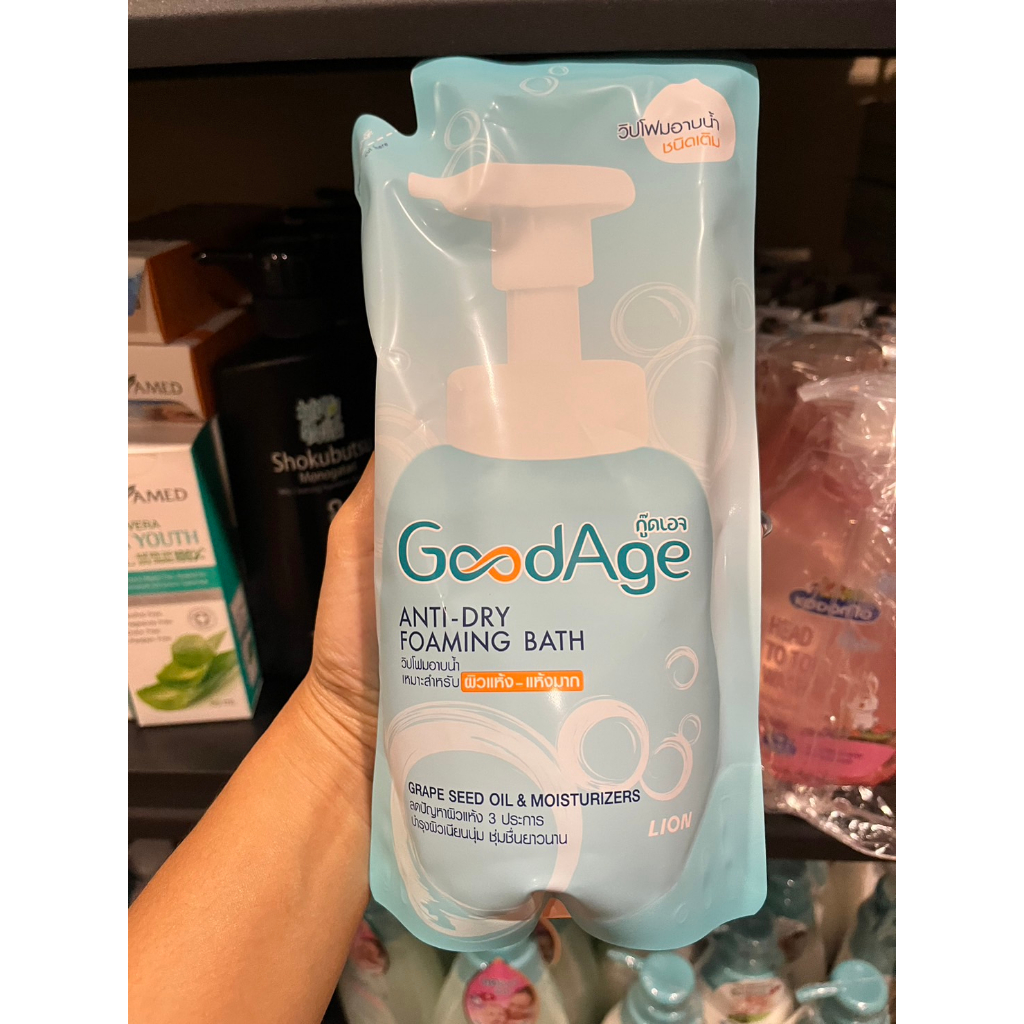 วิปโฟมอาบน้ำ
ชนิดเติม
กู๊ดเอจ
GoodAge
ANTI-DRY
FOAMING BATH
วิปโฟมอาบน้ำ
เหมาะสำหรับ ผิวแห้ง-แห้งมาก
GRAPE SEED OIL & MOISTURIZERS
ลดปัญหาผิวแห้ง 3 ประการ
บำรุงผิวเนียนนุ่ม ชุ่มชื่นยาวนาน
LION
AMED
AMED
VERA
YOUTH
Shokubutsu
Monogatari
HEAD
TO TO